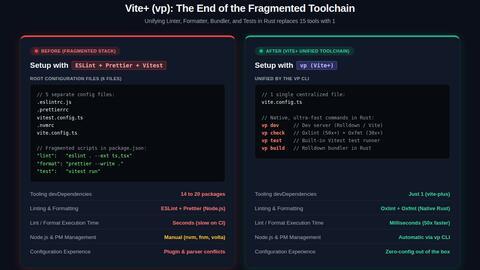 Vite+ (vp): The End of the Fragmented Toolchain
Unifying Linter, Formatter, Bundler, and Tests in Rust replaces 15 tools with 1
BEFORE (FRAGMENTED STACK)
Setup with ESLint + Prettier + Vitest
ROOT CONFIGURATION FILES (5 FILES)
// 5 separate config files:
.eslintrc.js
.prettierrc
vitest.config.ts
.nvmrc
vite.config.ts
// Fragmented scripts in package.json:
"lint": "eslint . --ext ts,tsx"
"format": "prettier --write ."
"test": "vitest run"
Tooling devDependencies 14 to 20 packages
Linting & Formatting ESLint + Prettier (Node.js)
Lint / Format Execution Time Seconds (slow on CI)
Node.js & PM Management Manual (nvm, fnm, volta)
Configuration Experience Plugin & parser conflicts
AFTER (VITE+ UNIFIED TOOLCHAIN)
Setup with vp (Vite+)
UNIFIED BY THE VP CLI
// 1 single centralized file:
vite.config.ts
// Native, ultra-fast commands in Rust:
vp dev // Dev server (Rolldown / Vite)
vp check // Oxlint (50x+) + Oxfmt (30x+)
vp test // Built-in Vitest test runner
vp build // Rolldown bundler in Rust
Tooling devDependencies Just 1 (vite-plus)
Linting & Formatting Oxlint + Oxfmt (Native Rust)
Lint / Format Execution Time Milliseconds (50x faster)
Node.js & PM Management Automatic via vp CLI
Configuration Experience Zero-config out of the box